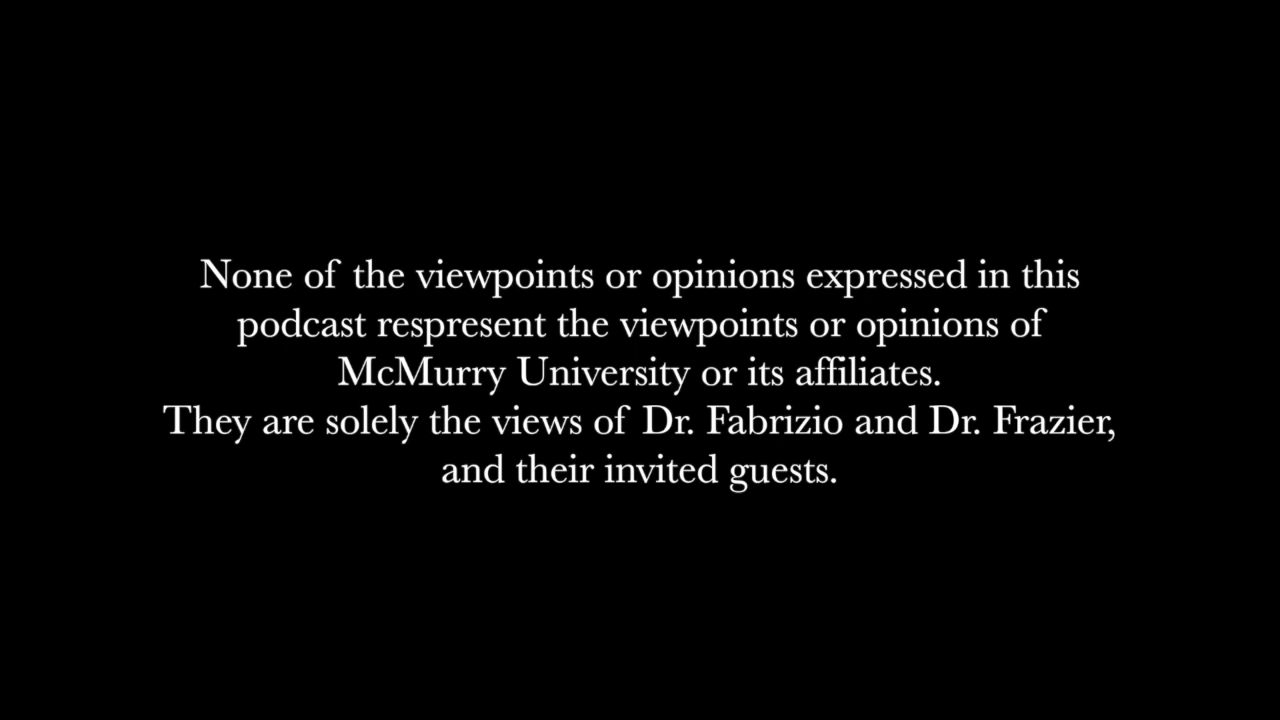 None of the viewpoints or opinions expressed in this
podcast respresent the viewpoints or opinions of
McMurry University or its affiliates.
They are solely the views of Dr. Fabrizio and Dr. Frazier,
and their invited guests.